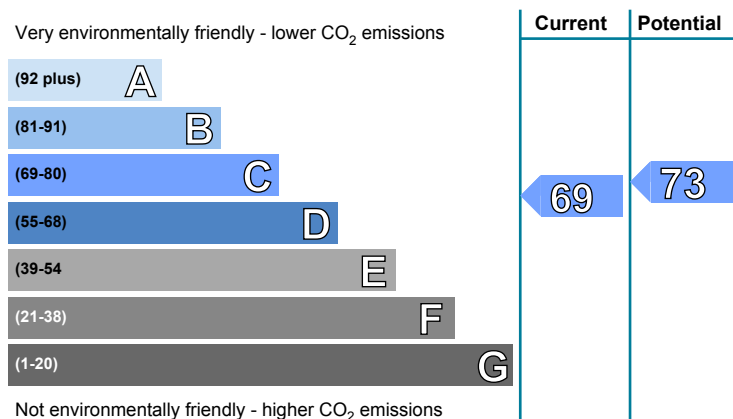 Very environmentally friendly - lower CO2 emissions
Current
Potential
(92 plus) A
(81-91) B
(69-80) C
(55-68) D
(39-54 E
(21-38) F
(1-20) G
69
73
Not environmentally friendly - higher CO2 emissions